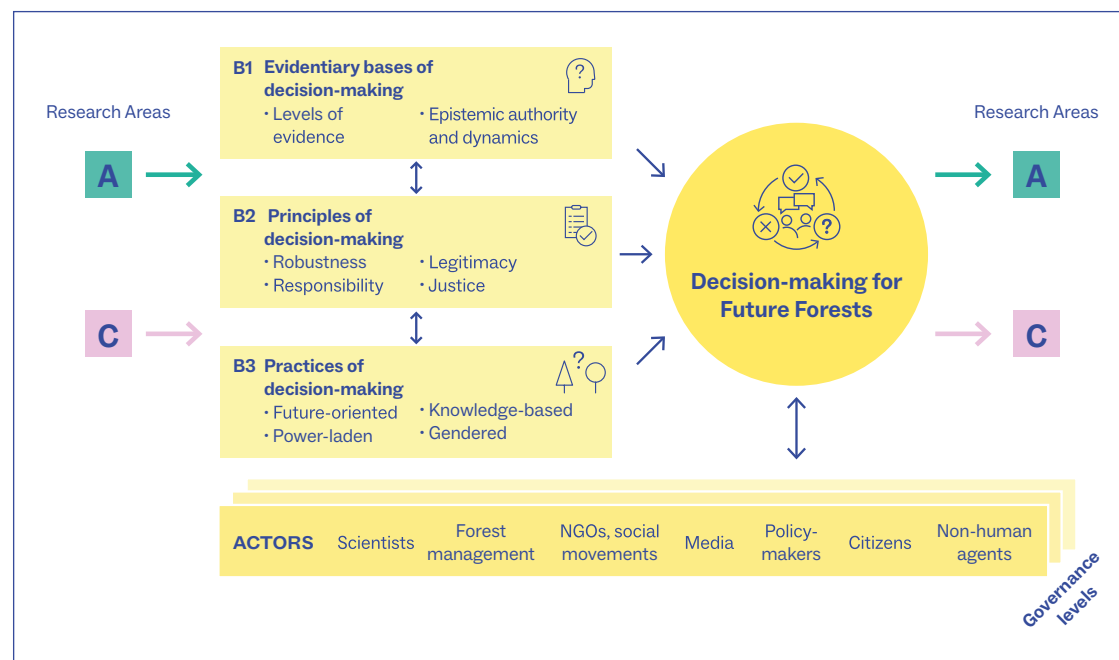 Research Areas
A
C
B1 Evidentiary bases of
decision-making
• Levels of
evidence
• Epistemic authority
and dynamics
?
B2 Principles of
decision-making
• Robustness
• Responsibility
• Legitimacy
• Justice
B3 Practices of
decision-making
• Future-oriented
• Power-laden
• Knowledge-based
• Gendered
?
?
Decision-making for
Future Forests
Research Areas
A
C
ACTORS
Scientists
Forest
management
NGOs, social
movements
Media
Policy-
makers
Citizens
Non-human
agents
Governance
levels